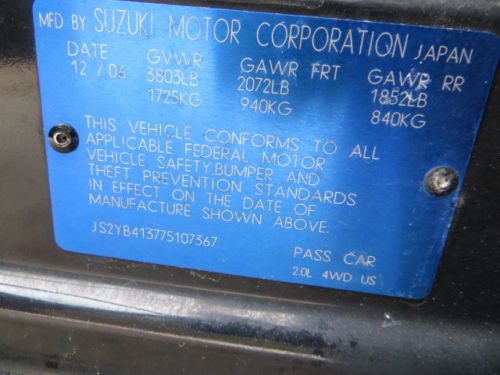 MFD BY SUZUKI MOTOR CORPORATION JAPAN
DATE GVWR GAWR FRT GAWR RR
12 / 06 3803LB 2072LB 1852LB
1725KG 940KG 840KG
THIS VEHICLE CONFORMS TO ALL
APPLICABLE FEDERAL MOTOR
VEHICLE SAFETY,BUMPER AND
THEFT PREVENTION STANDARDS
IN EFFECT ON THE DATE OF
MANUFACTURE SHOWN ABOVE.
JS2YB413775107367
PASS CAR
2.0L 4WD US